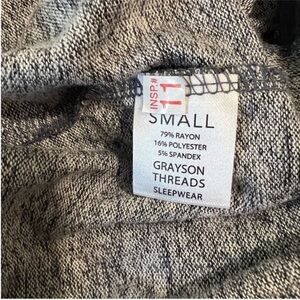 INSP.#
11
SMALL
79% RAYON
16% POLYESTER
5% SPANDEX
GRAYSON
THREADS
SLEEPWEAR